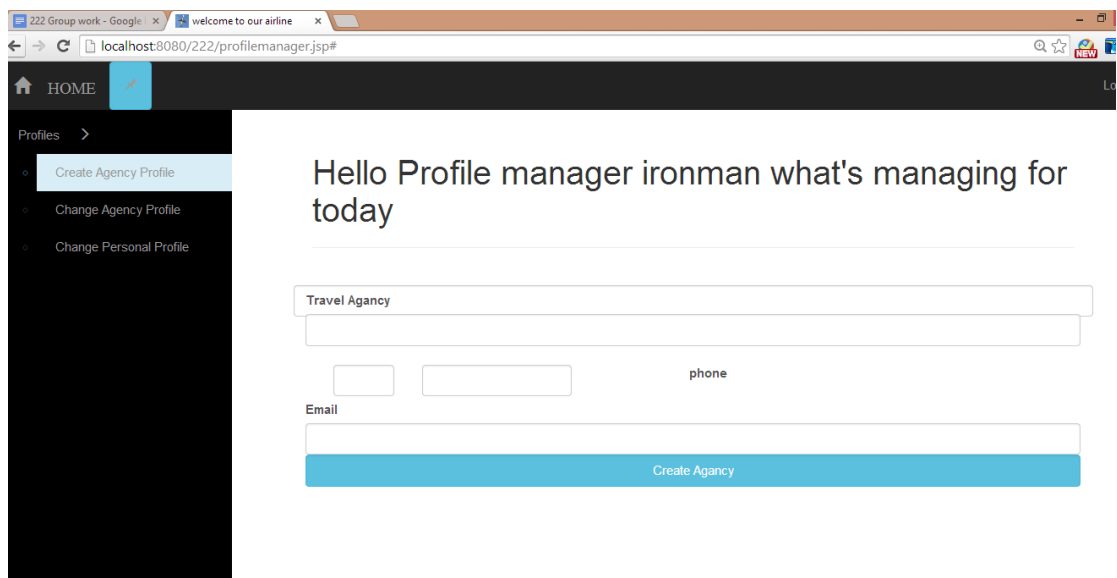 222 Group work - Google
welcome to our airline
localhost:8080/222/profilemanager.jsp#
NEW
HOME
Lo
Profiles
Create Agency Profile
Change Agency Profile
Change Personal Profile
Hello Profile manager ironman what's managing for
today
Travel Agancy
phone
Email
Create Agancy